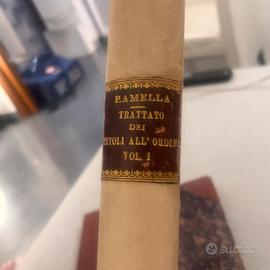 RAMELLA
TRATTATO
DEI
TITOLI ALL'ORDINE
VOL. I
SUBITO